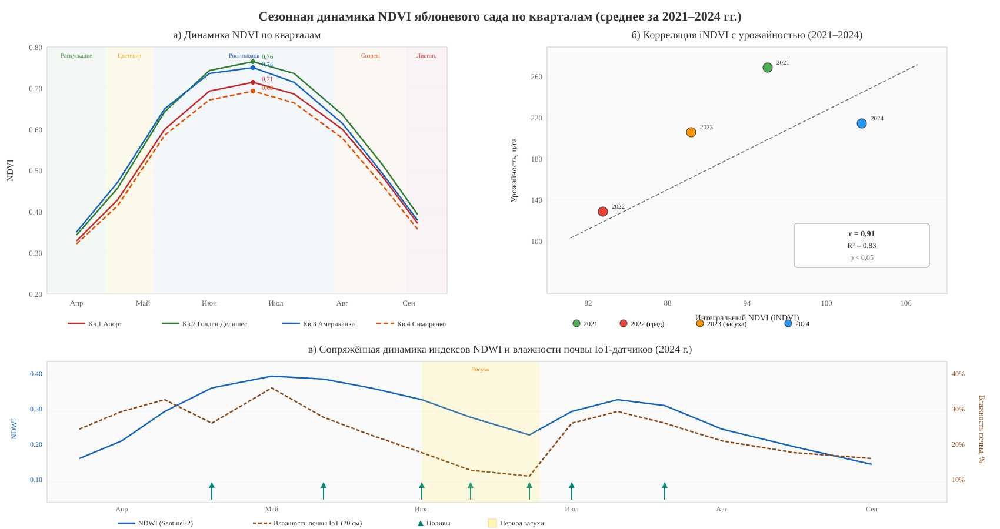 Сезонная динамика NDVI яблоневого сада по кварталам (среднее за 2021–2024 гг.)
а) Динамика NDVI по кварталам
0.80
0.70
0.60
0.50
0.40
0.30
0.20
NDVI
Распускание
Цветение
Рост плодов
Созрев.
Листоп.
0,76
0,74
0,71
0,68
Апр
Май
Июн
Июл
Авг
Сен
Кв.1 Апорт
Кв.2 Голден Делишес
Кв.3 Американка
Кв.4 Симиренко
б) Корреляция iNDVI с урожайностью (2021–2024)
260
220
180
140
100
Урожайность, ц/га
2021
2024
2023
2022
r = 0,91
R² = 0,83
p < 0,05
82
88
94
100
106
Интегральный NDVI (iNDVI)
2021
2022 (град)
2023 (засуха)
2024
в) Сопряжённая динамика индексов NDWI и влажности почвы IoT-датчиков (2024 г.)
0.40
0.30
0.20
0.10
NDWI
Засуха
40%
30%
20%
10%
Влажность почвы, %
Апр
Май
Июн
Июл
Авг
Сен
NDWI (Sentinel-2)
Влажность почвы IoT (20 см)
Поливы
Период засухи